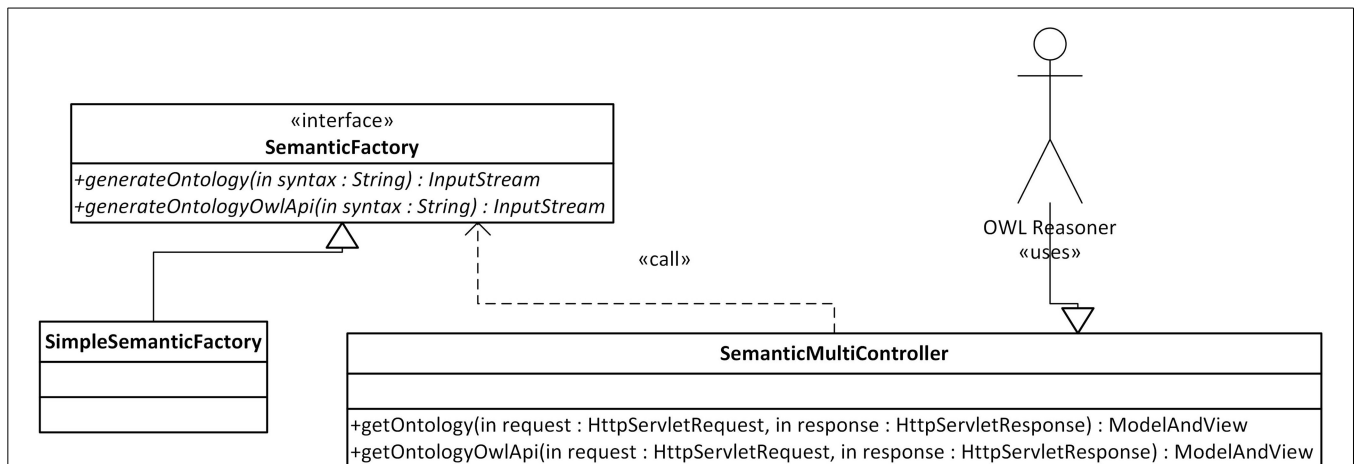 «interface»
SemanticFactory
+generateOntology(in syntax : String) : InputStream
+generateOntologyOwlApi(in syntax : String) : InputStream
OWL Reasoner
«uses»
«call»
SimpleSemanticFactory
SemanticMultiController
+getOntology(in request : HttpServletRequest, in response : HttpServletResponse) : ModelAndView
+getOntologyOwlApi(in request : HttpServletRequest, in response : HttpServletResponse) : ModelAndView